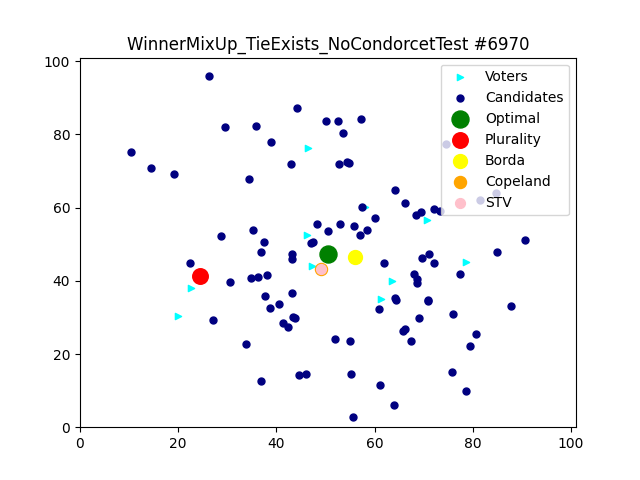 WinnerMixUp_TieExists_NoCondorcetTest #6970
100
80
60
40
20
0
0
20
40
60
80
100
Voters
Candidates
Optimal
Plurality
Borda
Copeland
STV